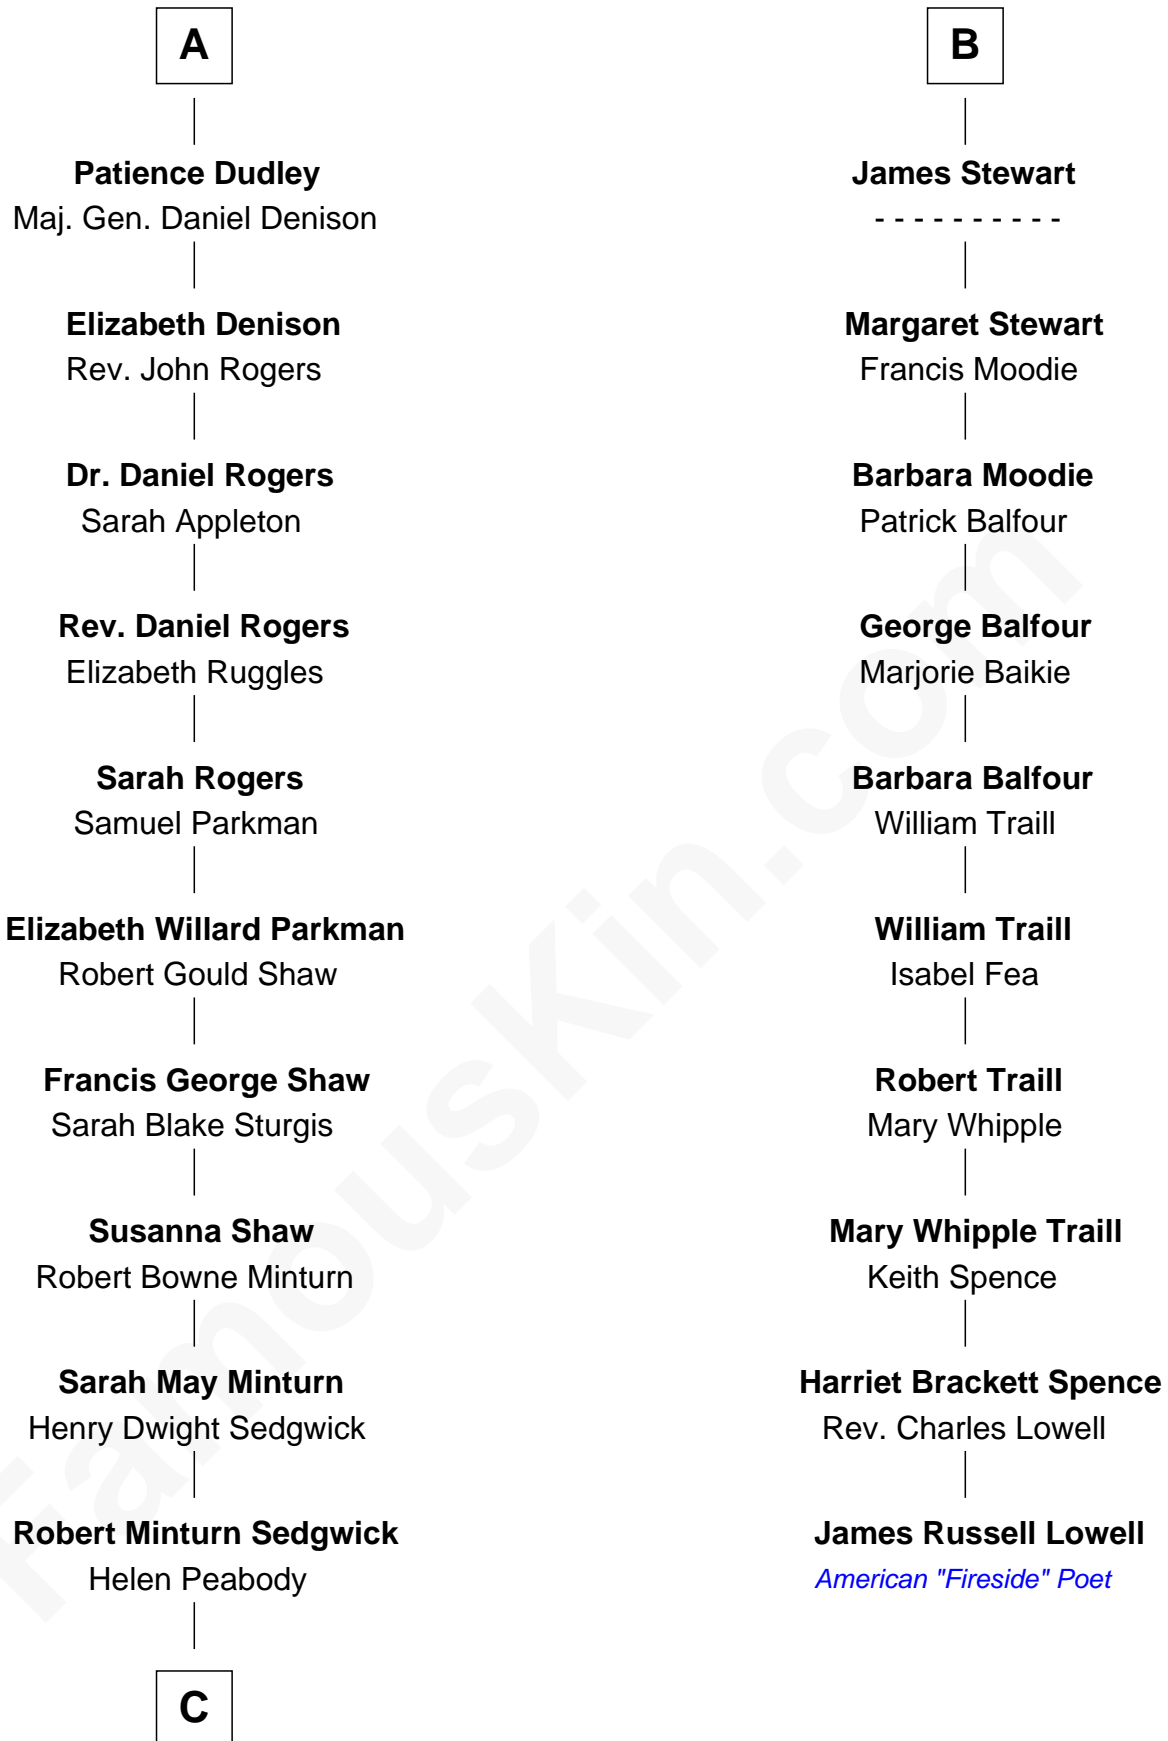 A
Patience Dudley
Maj. Gen. Daniel Denison
Elizabeth Denison
Rev. John Rogers
Dr. Daniel Rogers
Sarah Appleton
Rev. Daniel Rogers
Elizabeth Ruggles
Sarah Rogers
Samuel Parkman
Elizabeth Willard Parkman
Robert Gould Shaw
Francis George Shaw
Sarah Blake Sturgis
Susanna Shaw
Robert Bowne Minturn
Sarah May Minturn
Henry Dwight Sedgwick
Robert Minturn Sedgwick
Helen Peabody
C
B
James Stewart
- - - - - - - - - -
Margaret Stewart
Francis Moodie
Barbara Moodie
Patrick Balfour
George Balfour
Marjorie Baikie
Barbara Balfour
William Traill
William Traill
Isabel Fea
Robert Traill
Mary Whipple
Mary Whipple Traill
Keith Spence
Harriet Brackett Spence
Rev. Charles Lowell
James Russell Lowell
American "Fireside" Poet
FamousKin.com